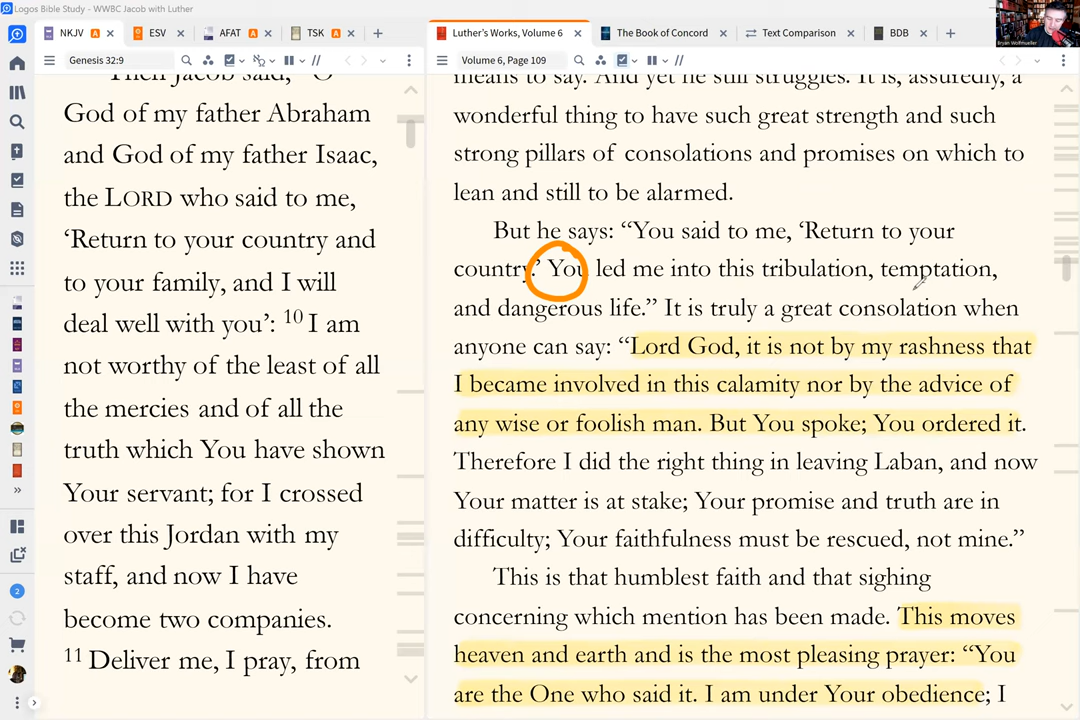 Logos Bible Study - WWBC Jacob with Luther
NKJV A ×
ESV ×
AFAT A ×
TSK A ×
Luther's Works, Volume 6 ×
The Book of Concord ×
Text Comparison ×
BDB ×
Genesis 32:9
Volume 6, Page 109
Then Jacob said, "O
God of my father Abraham
and God of my father Isaac,
the LORD who said to me,
'Return to your country and
to your family, and I will
deal well with you': 10 I am
not worthy of the least of all
the mercies and of all the
truth which You have shown
Your servant; for I crossed
over this Jordan with my
staff, and now I have
become two companies.
11 Deliver me, I pray, from
means to say. And yet he still struggles. It is, assuredly, a
wonderful thing to have such great strength and such
strong pillars of consolations and promises on which to
lean and still to be alarmed.
But he says: "You said to me, 'Return to your
country.' You led me into this tribulation, temptation,
and dangerous life." It is truly a great consolation when
anyone can say: "Lord God, it is not by my rashness that
I became involved in this calamity nor by the advice of
any wise or foolish man. But You spoke; You ordered it.
Therefore I did the right thing in leaving Laban, and now
Your matter is at stake; Your promise and truth are in
difficulty; Your faithfulness must be rescued, not mine."
This is that humblest faith and that sighing
concerning which mention has been made. This moves
heaven and earth and is the most pleasing prayer: "You
are the One who said it. I am under Your obedience; I
2
Bryan Wolfmueller